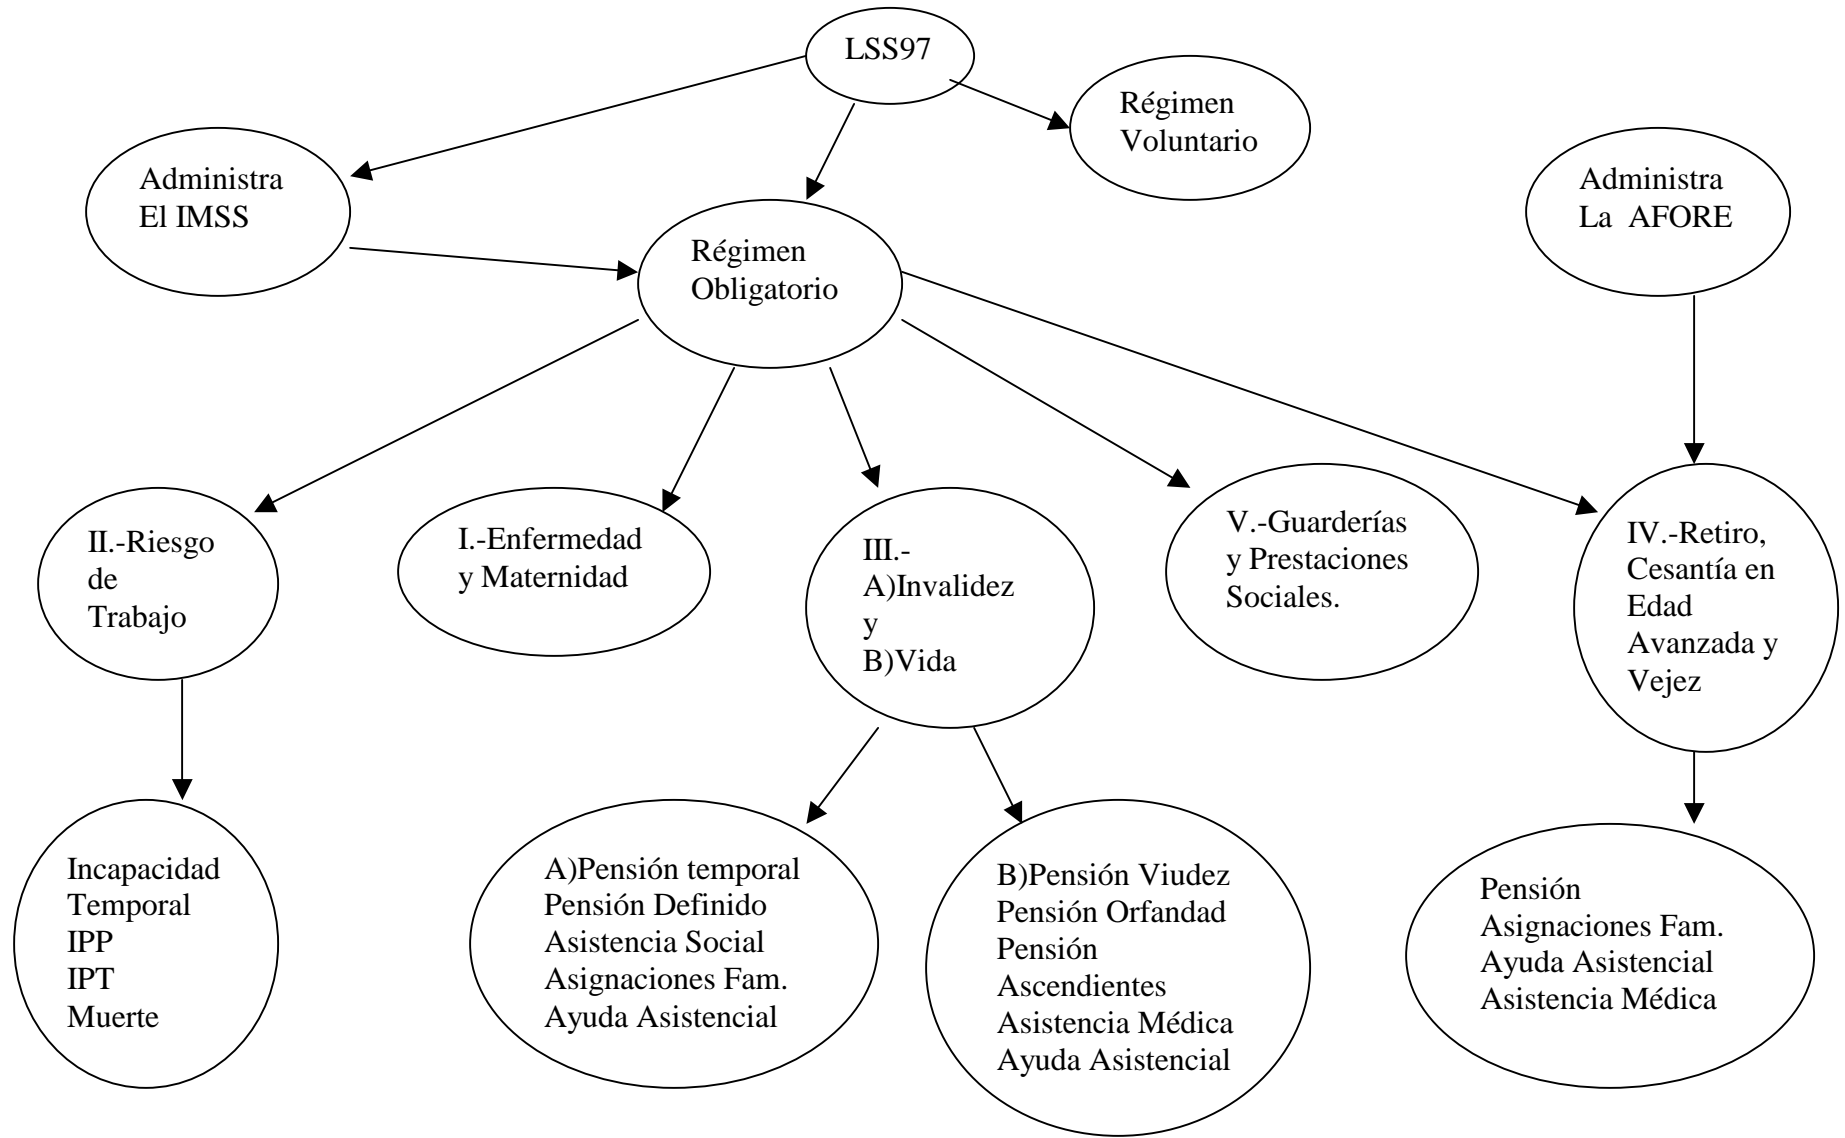 LSS97
Régimen
Voluntario
Administra
El IMSS
Administra
La AFORE
Régimen
Obligatorio
II.-Riesgo
de
Trabajo
I.-Enfermedad
y Maternidad
III.-
A)Invalidez
y
B)Vida
V.-Guarderías
y Prestaciones
Sociales.
IV.-Retiro,
Cesantía en
Edad
Avanzada y
Vejez
Incapacidad
Temporal
IPP
IPT
Muerte
A)Pensión temporal
Pensión Definido
Asistencia Social
Asignaciones Fam.
Ayuda Asistencial
B)Pensión Viudez
Pensión Orfandad
Pensión
Ascendientes
Asistencia Médica
Ayuda Asistencial
Pensión
Asignaciones Fam.
Ayuda Asistencial
Asistencia Médica